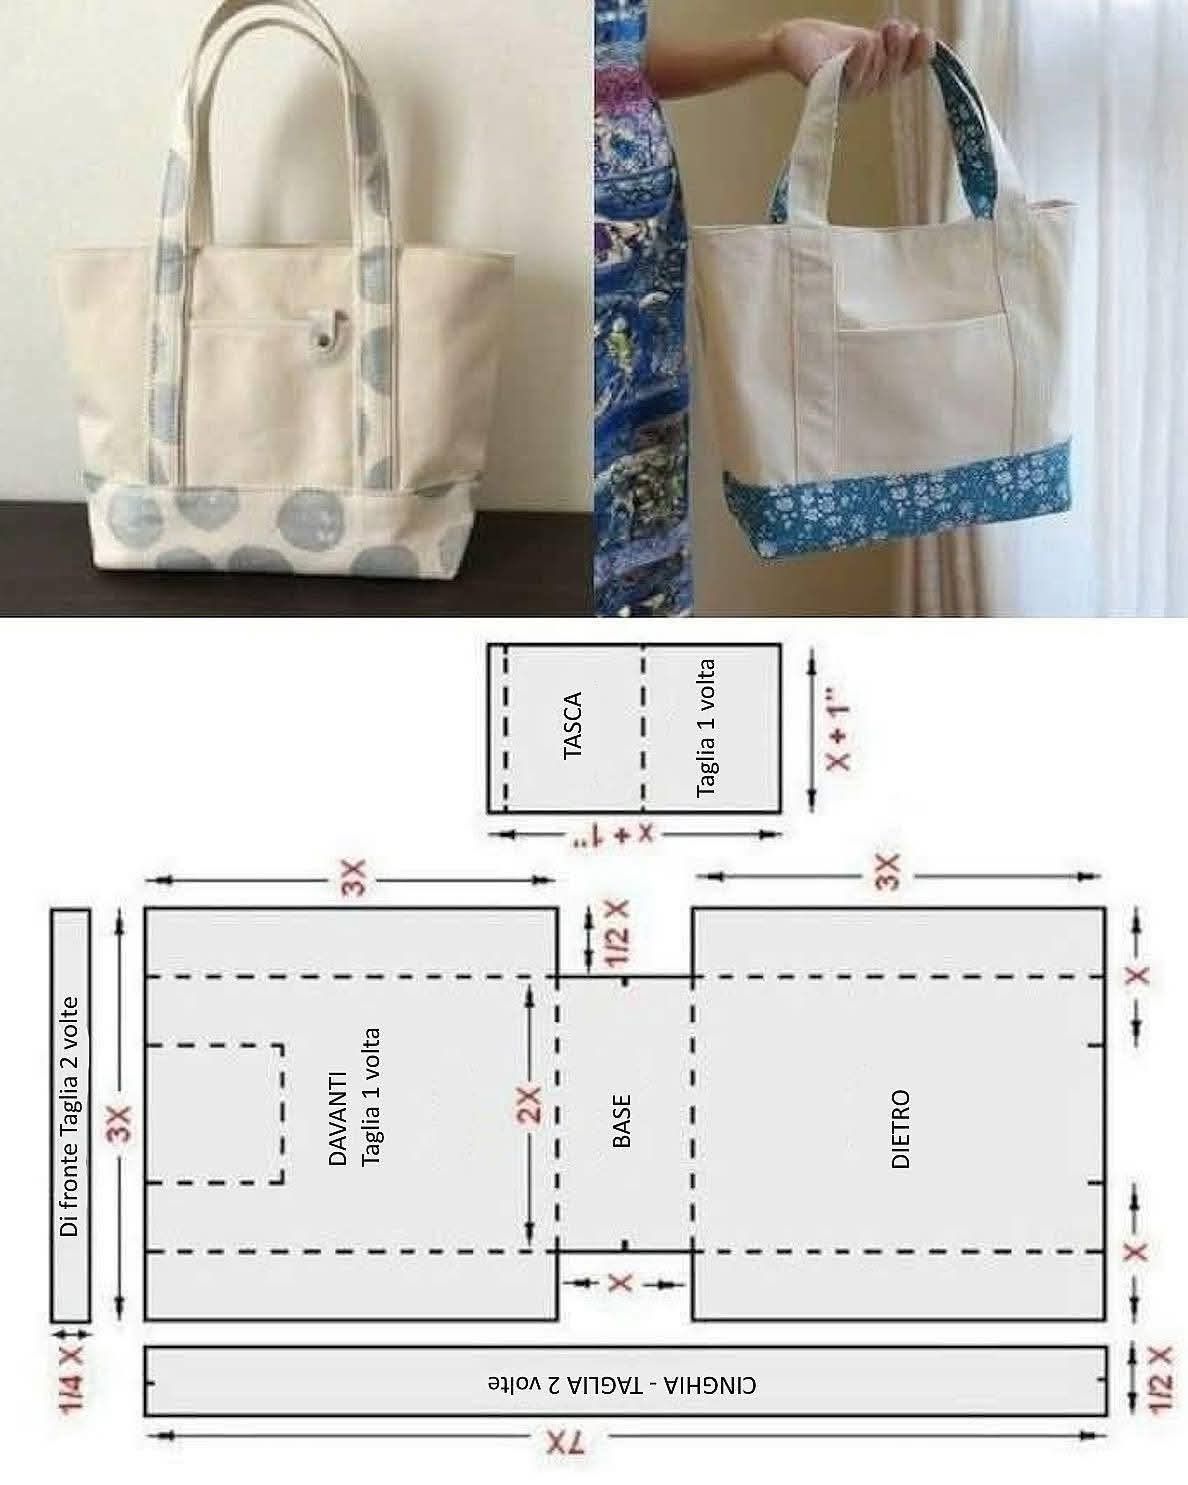 TASCA
Taglia 1 volta
X + 1"
x + 1"
3X
3X
1/2 X
X
Di fronte Taglia 2 volte
3X
DAVANTI
Taglia 1 volta
2X
BASE
DIETRO
X
X
1/4 X
CINGHIA - TAGLIA 2 volte
1/2 X
7X